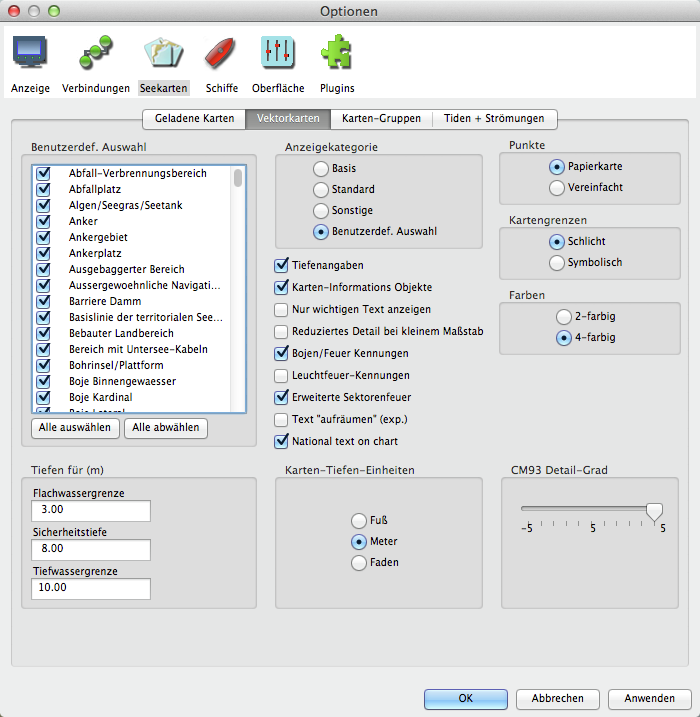 Optionen
Anzeige
Verbindungen
Seekarten
Schiffe
Oberfläche
Plugins
Geladene Karten
Vektorkarten
Karten-Gruppen
Tiden + Strömungen
Benutzerdef. Auswahl
Abfall-Verbrennungsbereich
Abfallplatz
Algen/Seegras/Seetank
Anker
Ankergebiet
Ankerplatz
Ausgebaggerter Bereich
Aussergewoehnliche Navigati...
Barriere Damm
Basislinie der territorialen See...
Bebauter Landbereich
Bereich mit Untersee-Kabeln
Bohrinsel/Plattform
Boje Binnengewaesser
Boje Kardinal
Boje Lateral
Alle auswählen
Alle abwählen
Anzeigekategorie
Basis
Standard
Sonstige
Benutzerdef. Auswahl
Tiefenangaben
Karten-Informations Objekte
Nur wichtigen Text anzeigen
Reduziertes Detail bei kleinem Maßstab
Bojen/Feuer Kennungen
Leuchtfeuer-Kennungen
Erweiterte Sektorenfeuer
Text "aufräumen" (exp.)
National text on chart
Punkte
Papierkarte
Vereinfacht
Kartengrenzen
Schlicht
Symbolisch
Farben
2-farbig
4-farbig
Tiefen für (m)
Flachwassergrenze
3.00
Sicherheitstiefe
8.00
Tiefwassergrenze
10.00
Karten-Tiefen-Einheiten
Fuß
Meter
Faden
CM93 Detail-Grad
-5 5 5
OK
Abbrechen
Anwenden